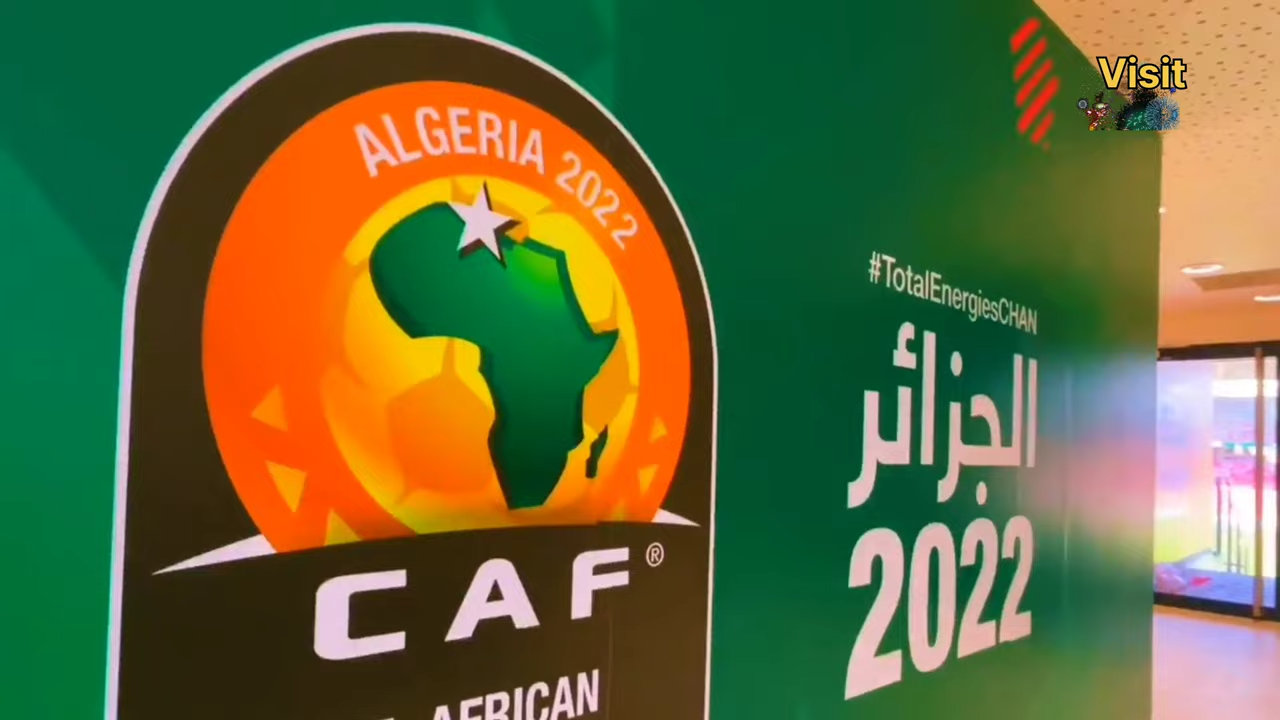 Visit
ALGERIA 2022
CAF®
AFRICAN
#TotalEnergiesCHAN
الجزائر
2022